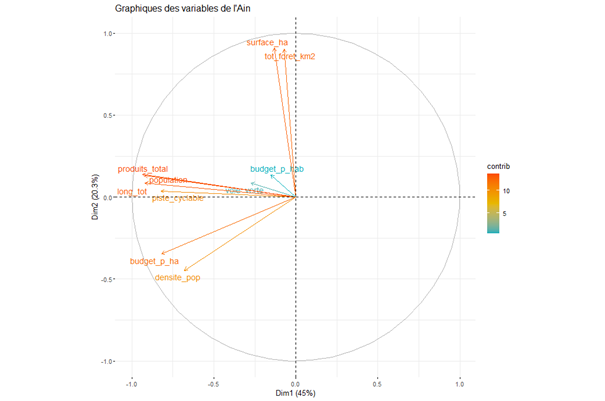 Graphiques des variables de l'Ain
1.0
surface_ha
tot_foret_km2
0.5
produits_total
budget_p_hab
population
long_tot
voie_verte
piste_cyclable
0.0
budget_p_ha
densite_pop
-0.5
-1.0
Dim2 (20.3%)
-1.0
-0.5
0.0
0.5
1.0
Dim1 (45%)
contrib
10
5